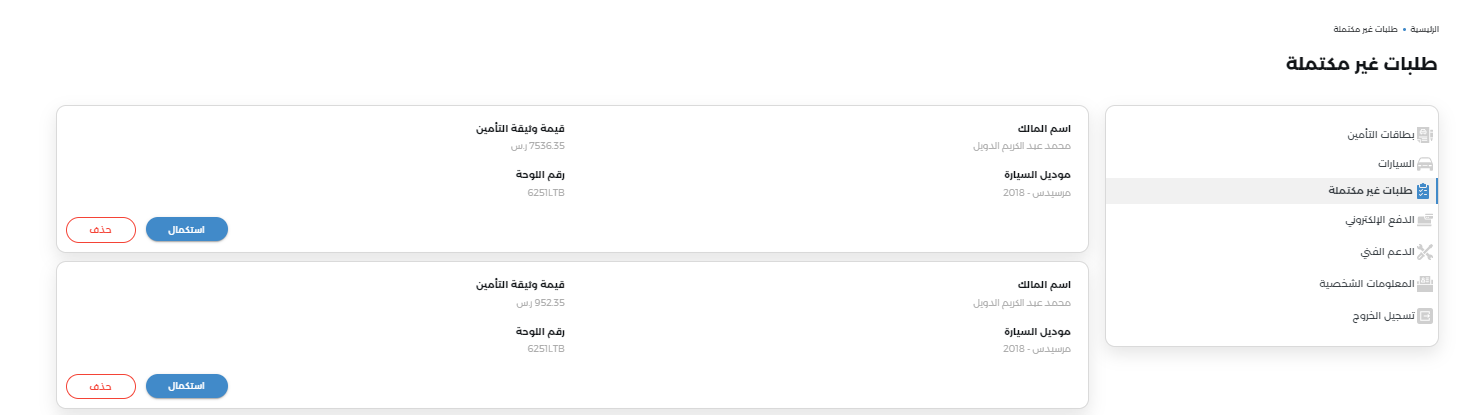 الرئيسية • طلبات غير مكتملة
طلبات غير مكتملة
بطاقات التأمين
السيارات
طلبات غير مكتملة
الدفع الإلكتروني
الدعم الفني
المعلومات الشخصية
تسجيل الخروج
اسم المالك
محمد عبد الكريم الدويل
قيمة وثيقة التأمين
7536.35 ر.س
موديل السيارة
مرسيدس - 2018
رقم اللوحة
6251LTB
استكمال
حذف
اسم المالك
محمد عبد الكريم الدويل
قيمة وثيقة التأمين
952.35 ر.س
موديل السيارة
مرسيدس - 2018
رقم اللوحة
6251LTB
استكمال
حذف